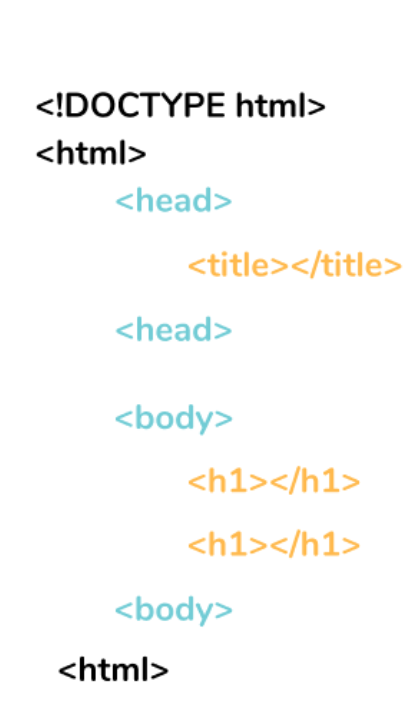 <!DOCTYPE html>
<html>
<head>
<title></title>
<head>
<body>
<h1></h1>
<h1></h1>
<body>
<html>